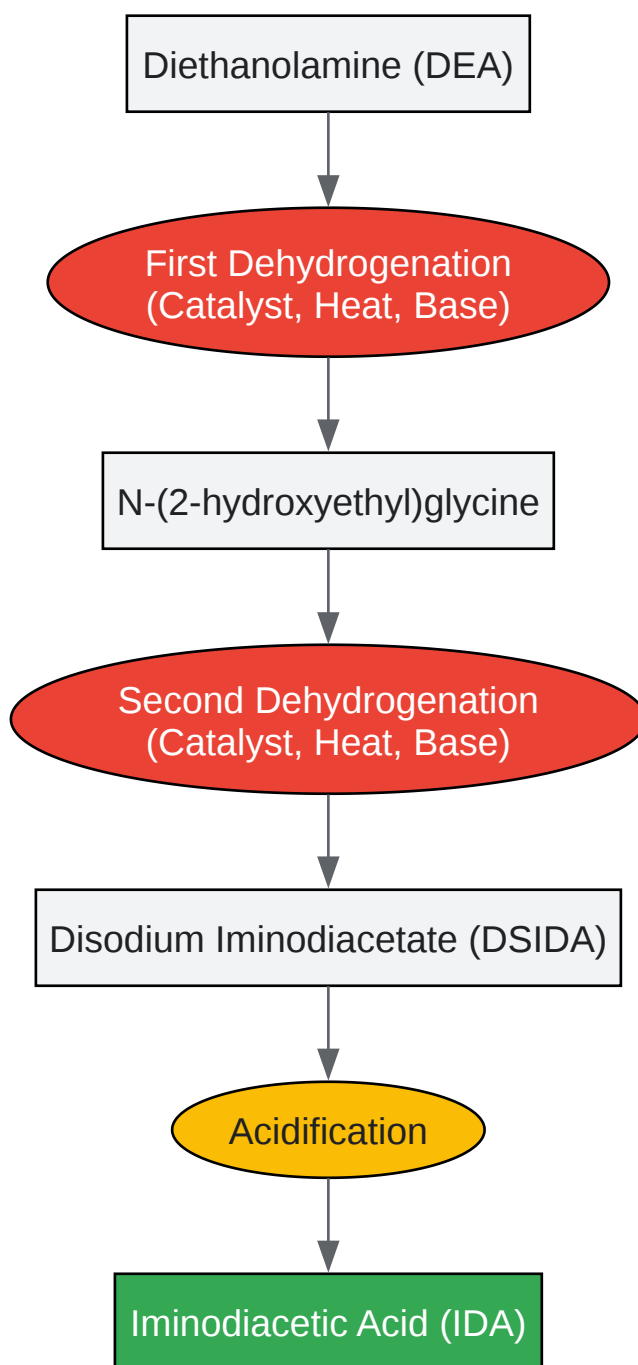 Diethanolamine (DEA)
First Dehydrogenation
(Catalyst, Heat, Base)
N-(2-hydroxyethyl)glycine
Second Dehydrogenation
(Catalyst, Heat, Base)
Disodium Iminodiacetate (DSIDA)
Acidification
Iminodiacetic Acid (IDA)